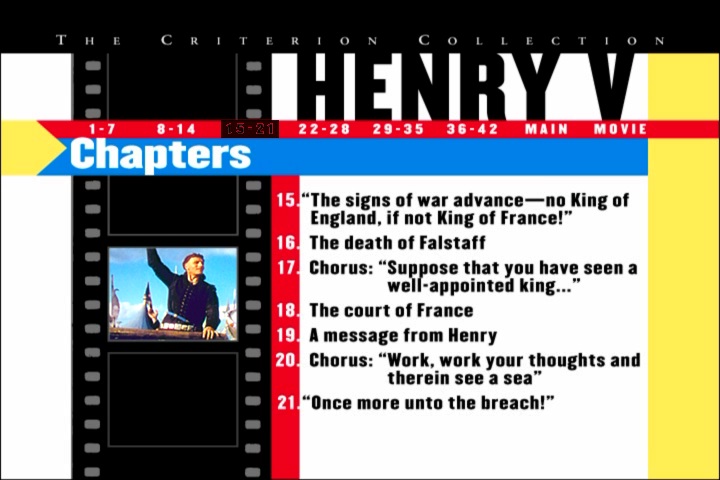 THE CRITERION COLLECTION
HENRY V
1-7 8-14 15-21 22-28 29-35 36-42 MAIN MOVIE
Chapters
15. “The signs of war advance—no King of
England, if not King of France!”
16. The death of Falstaff
17. Chorus: “Suppose that you have seen a
well-appointed king...”
18. The court of France
19. A message from Henry
20. Chorus: “Work, work your thoughts and
therein see a sea”
21. “Once more unto the breach!”